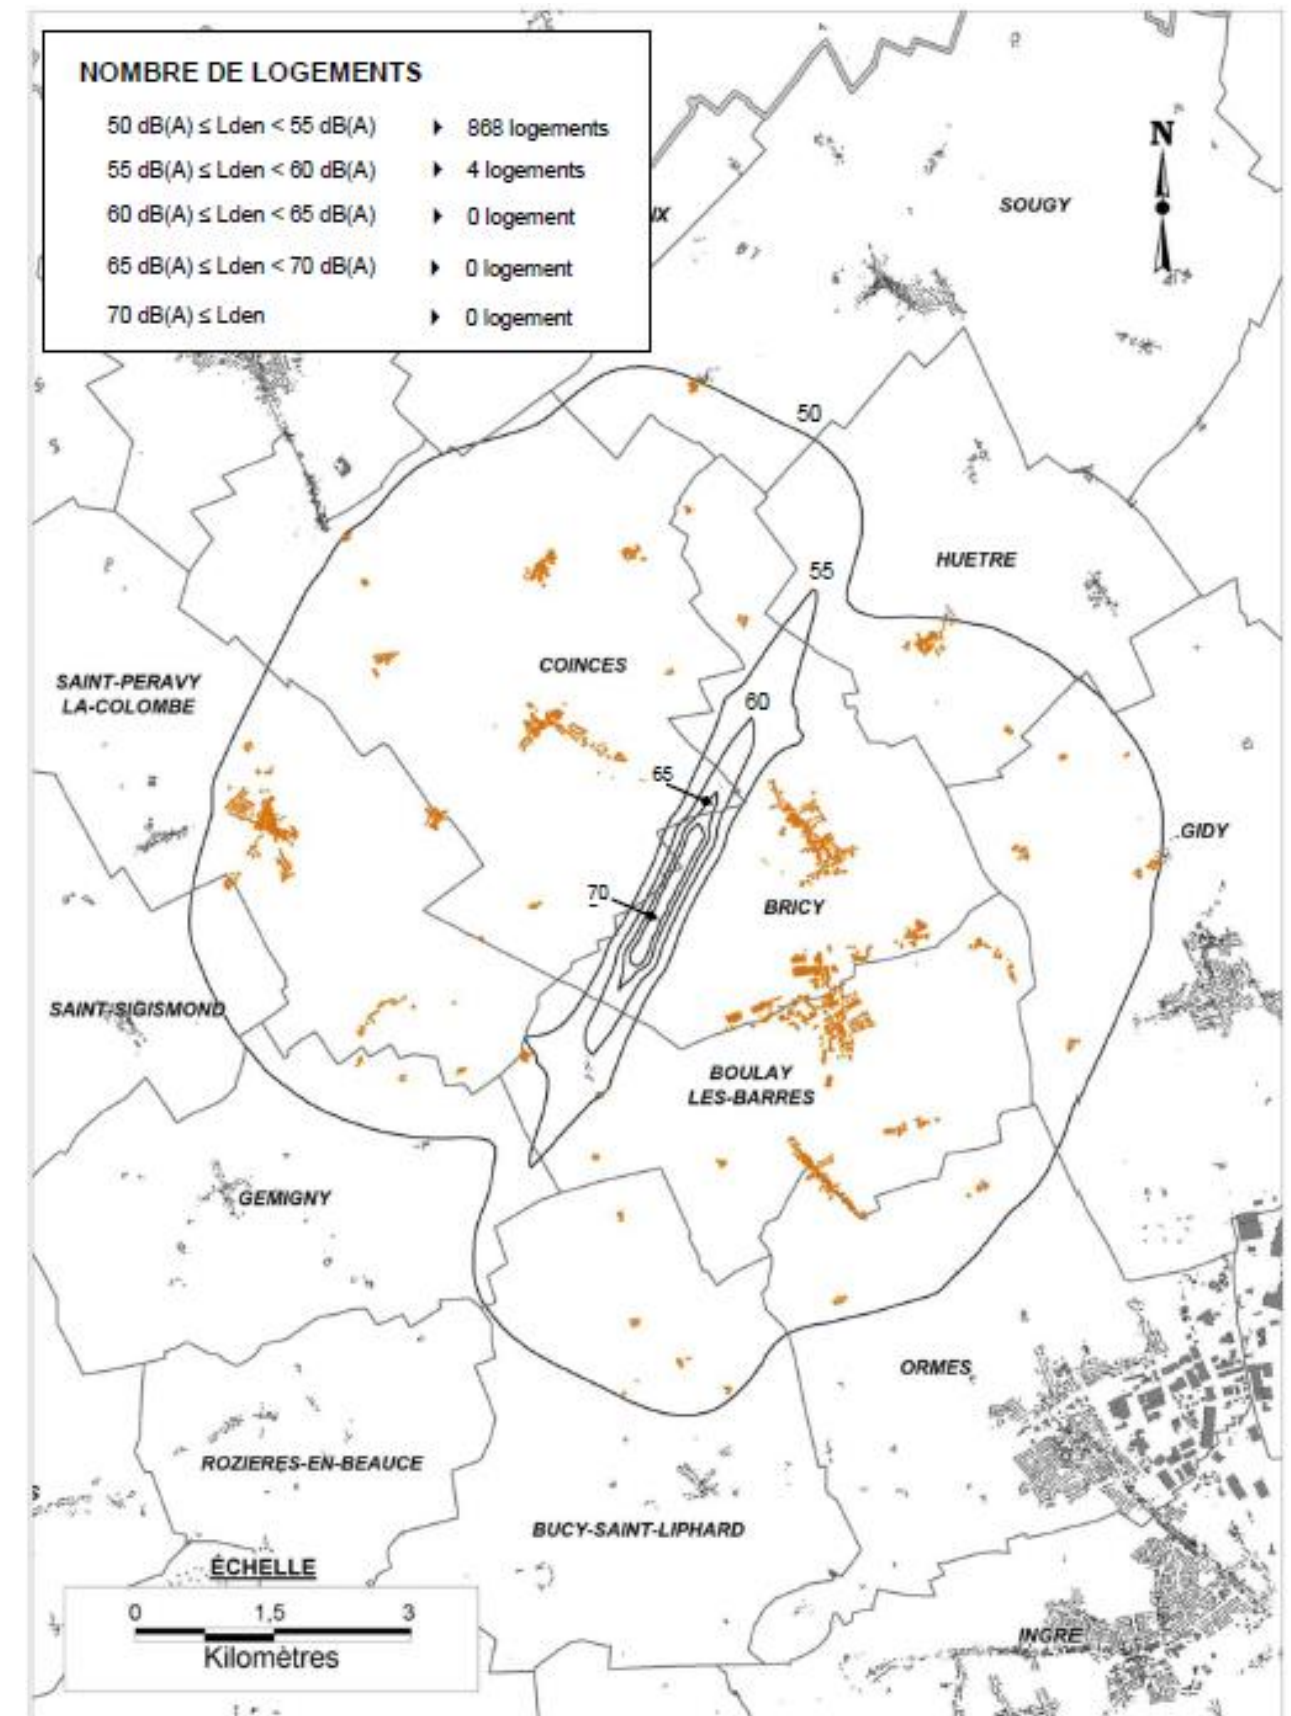 NOMBRE DE LOGEMENTS
50 dB(A) ≤ Lden < 55 dB(A) 868 logements
55 dB(A) ≤ Lden < 60 dB(A) 4 logements
60 dB(A) ≤ Lden < 65 dB(A) 0 logement
65 dB(A) ≤ Lden < 70 dB(A) 0 logement
70 dB(A) ≤ Lden 0 logement
N
IX
SOUGY
50
HUETRE
55
COINCES
SAINT-PERAVY
LA-COLOMBE
60
65
GIDY
70
BRICY
SAINT-SIGISMOND
BOULAY
LES-BARRES
GEMIGNY
ORMES
ROZIERES-EN-BEAUCE
BUCY-SAINT-LIPHARD
ÉCHELLE
0 1,5 3
Kilomètres
INGRE